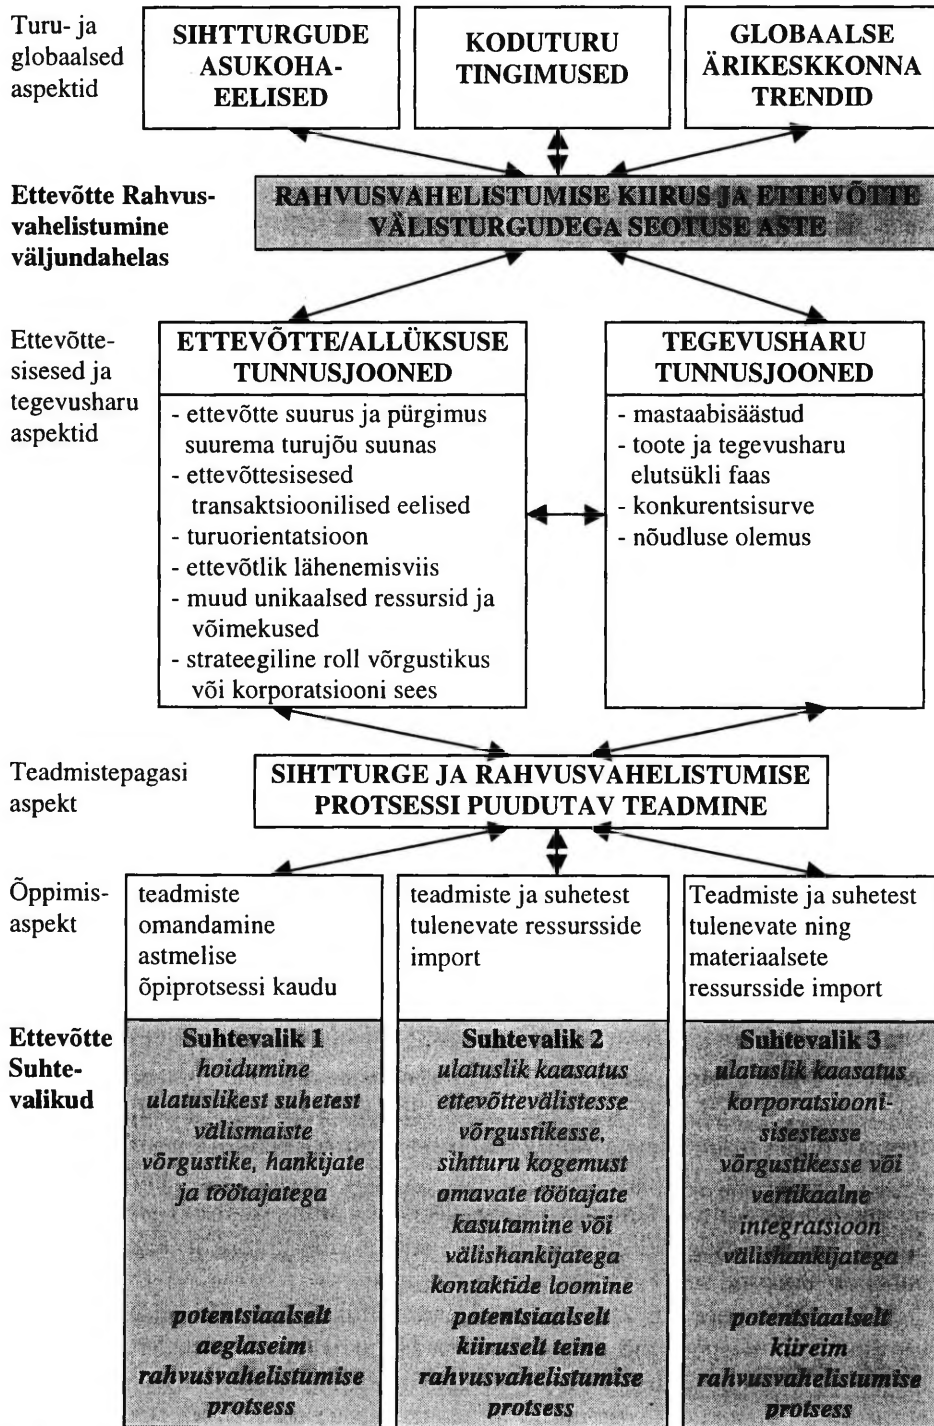 Turu- ja
globaalsed
aspektid
SIHTTURGUDE
ASUKOHA-
EELISED
KODUTURU
TINGIMUSED
GLOBAALSE
ÄRIKESKKONNA
TRENDID
Ettevõtte Rahvus-
vahelistumine
väljundahelas
RAHVUSVAHELISTUMISE KIIRUS JA ETTEVÕTTE
VÄLISTURGUDEGA SEOTUSE ASTE
Ettevõtte-
sisesed ja
tegevusharu
aspektid
ETTEVÕTTE/ALLÜKSUSE
TUNNUSJOONED
- ettevõtte suurus ja pürgimus
suurema turujõu suunas
- ettevõttesisesed
transaktsioonilised eelised
- turuorientatsioon
- ettevõtlik lähenemisviis
- muud unikaalsed ressursid ja
võimekused
- strateegiline roll võrgustikus
või korporatsiooni sees
TEGEVUSHARU
TUNNUSJOONED
- mastaabisäästud
- toote ja tegevusharu
elutsükli faas
- konkurentsisurve
- nõudluse olemus
Teadmistepagasi
aspekt
SIHTTURGE JA RAHVUSVAHELISTUMISE
PROTSESSI PUUDUTAV TEADMINE
Õppimis-
aspekt
teadmiste
omandamine
astmelise
õpiprotsessi kaudu
teadmiste ja suhetest
tulenevate ressursside
import
Teadmiste ja suhetest
tulenevate ning
materiaalsete
ressursside import
Ettevõtte
Suhte-
valikud
Suhtevalik 1
hoidumine
ulatuslikest suhetest
välismaiste
võrgustike, hankijate
ja töötajatega
potentsiaalselt
aeglaseim
rahvusvahelistumise
protsess
Suhtevalik 2
ulatuslik kaasatus
ettevõttevälistesse
võrgustikesse,
sihtturu kogemust
omavate töötajate
kasutamine või
välishankijatega
kontaktide loomine
potentsiaalselt
kiiruselt teine
rahvusvahelistumise
protsess
Suhtevalik 3
ulatuslik kaasatus
korporatsiooni-
sisestesse
võrgustikesse või
vertikaalne
integratsioon
välishankijatega
potentsiaalselt
kiireim
rahvusvahelistumise
protsess